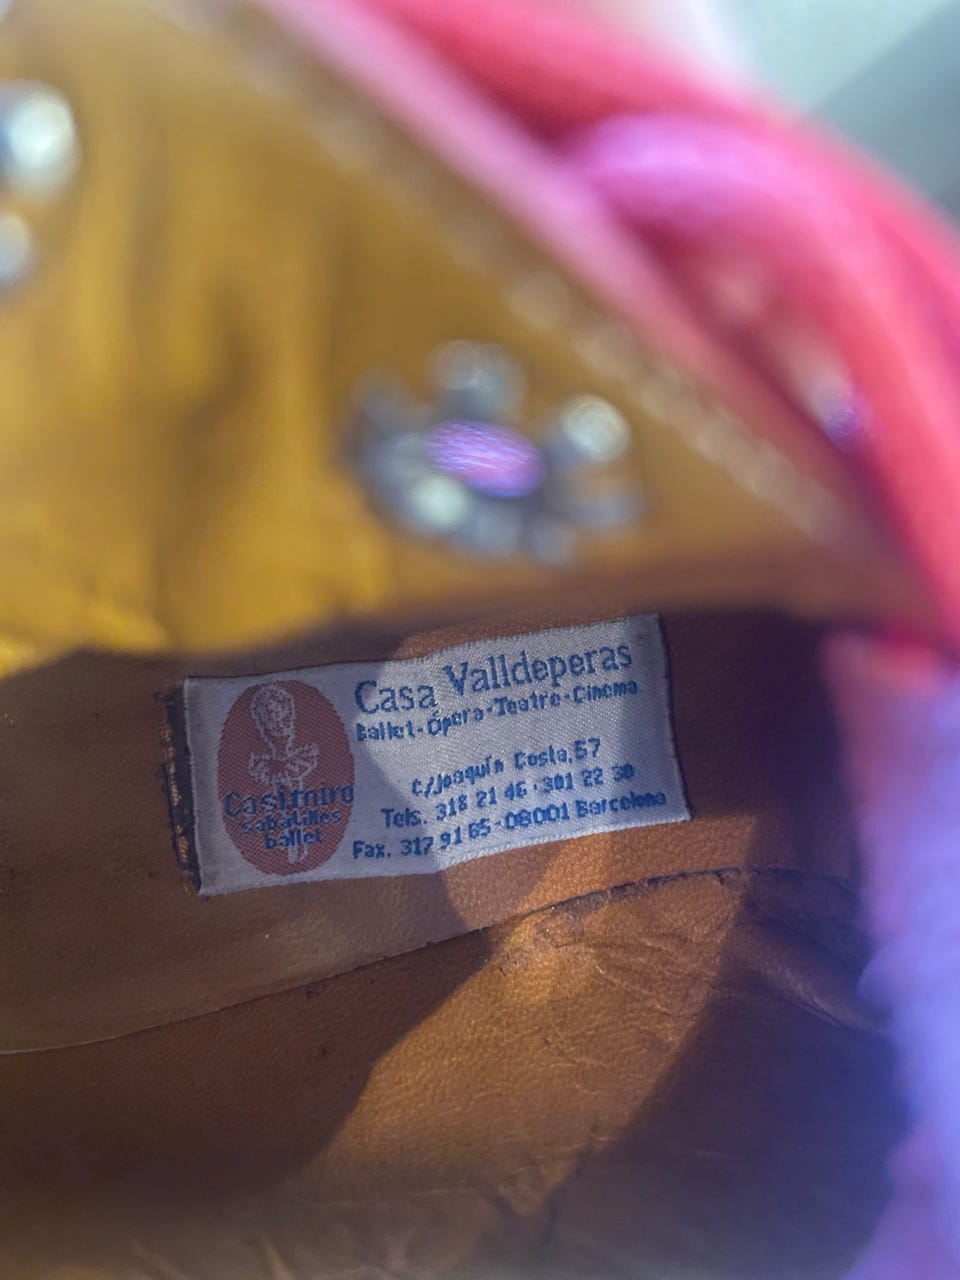 Casa Valldeperas
Ballet-Ópera-Teatre-Cinema
c/Joaquín Costa,57
Tels. 318 21 46 · 301 22 30
Fax. 317 91 65 - 08001 Barcelona
Casimiro
sabatilles
ballet